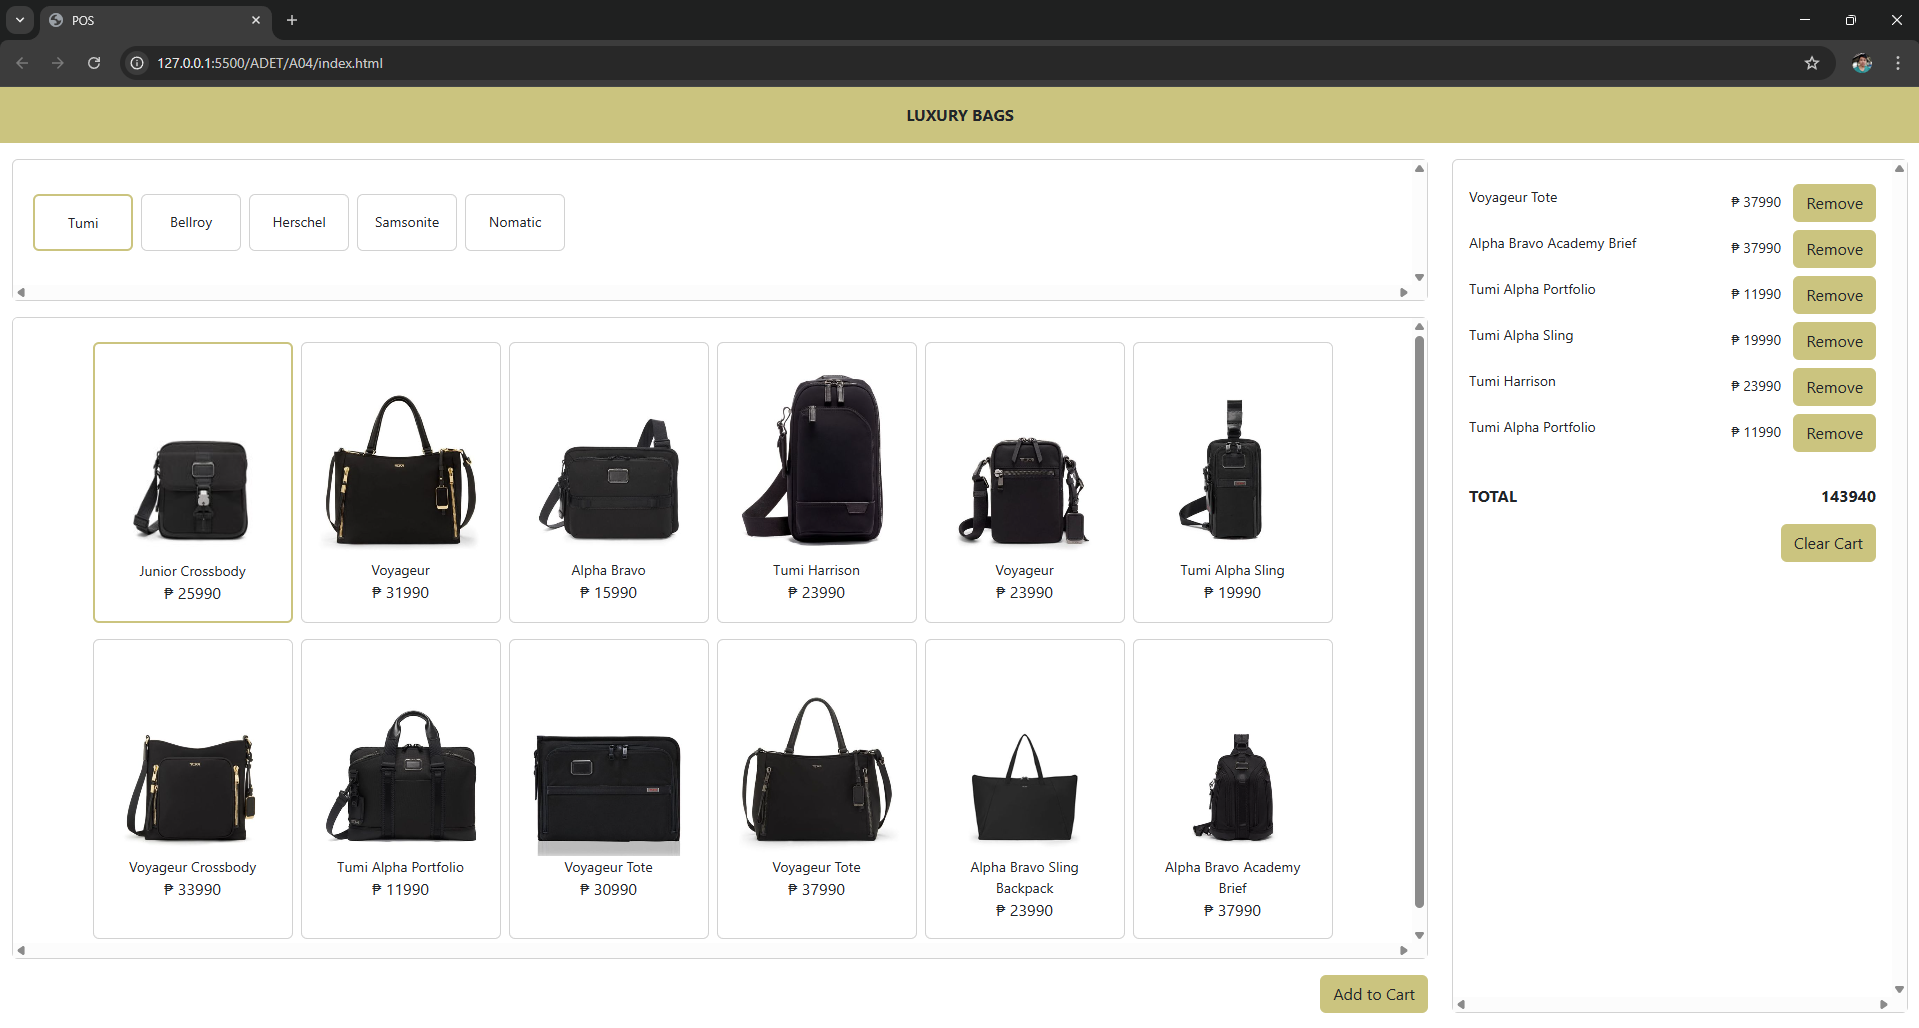 POS
127.0.0.1:5500/ADET/A04/index.html
LUXURY BAGS
Tumi
Bellroy
Herschel
Samsonite
Nomatic
Junior Crossbody
₱ 25990
Voyageur
₱ 31990
Alpha Bravo
₱ 15990
Tumi Harrison
₱ 23990
Voyageur
₱ 23990
Tumi Alpha Sling
₱ 19990
Voyageur Crossbody
₱ 33990
Tumi Alpha Portfolio
₱ 11990
Voyageur Tote
₱ 30990
Voyageur Tote
₱ 37990
Alpha Bravo Sling
Backpack
₱ 23990
Alpha Bravo Academy
Brief
₱ 37990
Add to Cart
Voyageur Tote ₱ 37990 Remove
Alpha Bravo Academy Brief ₱ 37990 Remove
Tumi Alpha Portfolio ₱ 11990 Remove
Tumi Alpha Sling ₱ 19990 Remove
Tumi Harrison ₱ 23990 Remove
Tumi Alpha Portfolio ₱ 11990 Remove
TOTAL 143940
Clear Cart